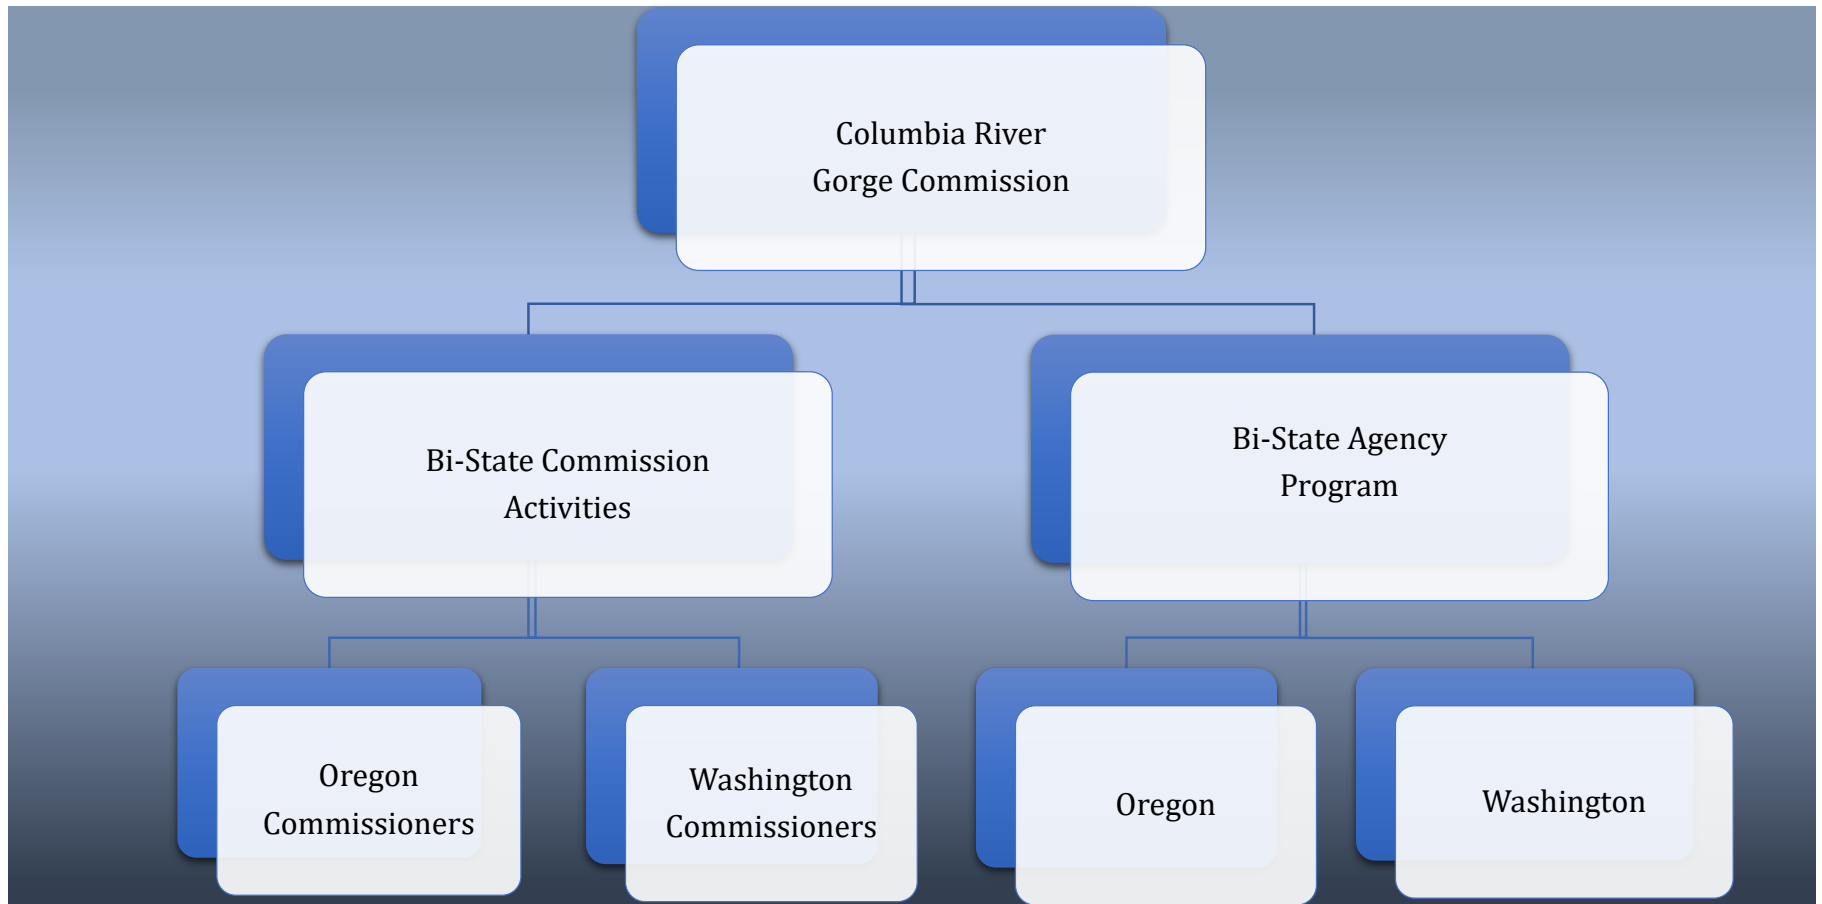 Columbia River
Gorge Commission
Bi-State Commission
Activities
Bi-State Agency
Program
Oregon
Commissioners
Washington
Commissioners
Oregon
Washington